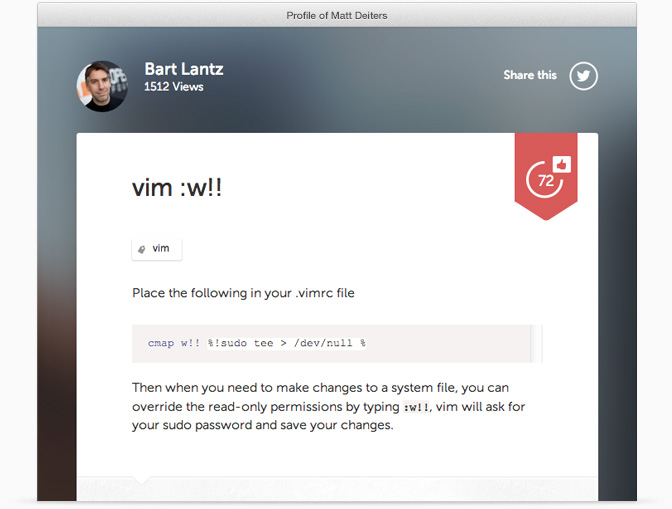 Profile of Matt Deiters
Bart Lantz
1512 Views
Share this
72
vim :w!!
vim
Place the following in your .vimrc file
cmap w!! %!sudo tee > /dev/null %
Then when you need to make changes to a system file, you can
override the read-only permissions by typing :w!!, vim will ask for
your sudo password and save your changes.